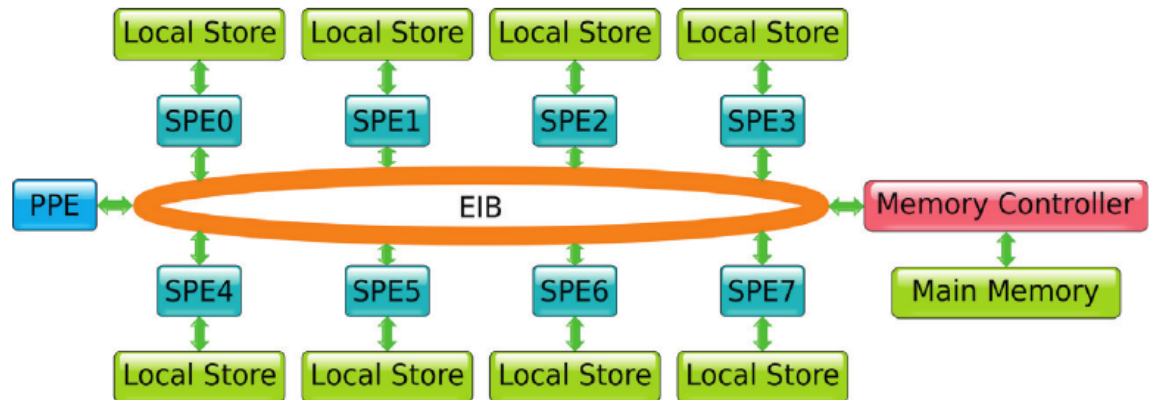 Local Store Local Store Local Store Local Store
SPE0 SPE1 SPE2 SPE3
PPE EIB Memory Controller
SPE4 SPE5 SPE6 SPE7 Main Memory
Local Store Local Store Local Store Local Store